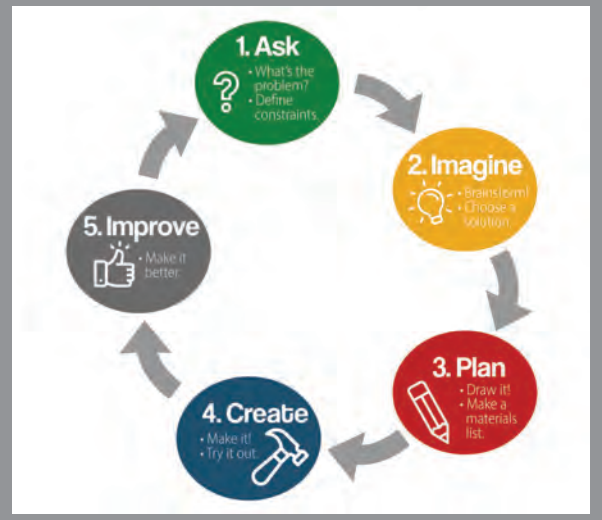 1. Ask
• What's the
problem?
• Define
constraints.
2. Imagine
• Brainstorm!
• Choose a
solution.
3. Plan
• Draw it!
• Make a
materials
list.
4. Create
• Make it!
• Try it out.
5. Improve
• Make it
better.